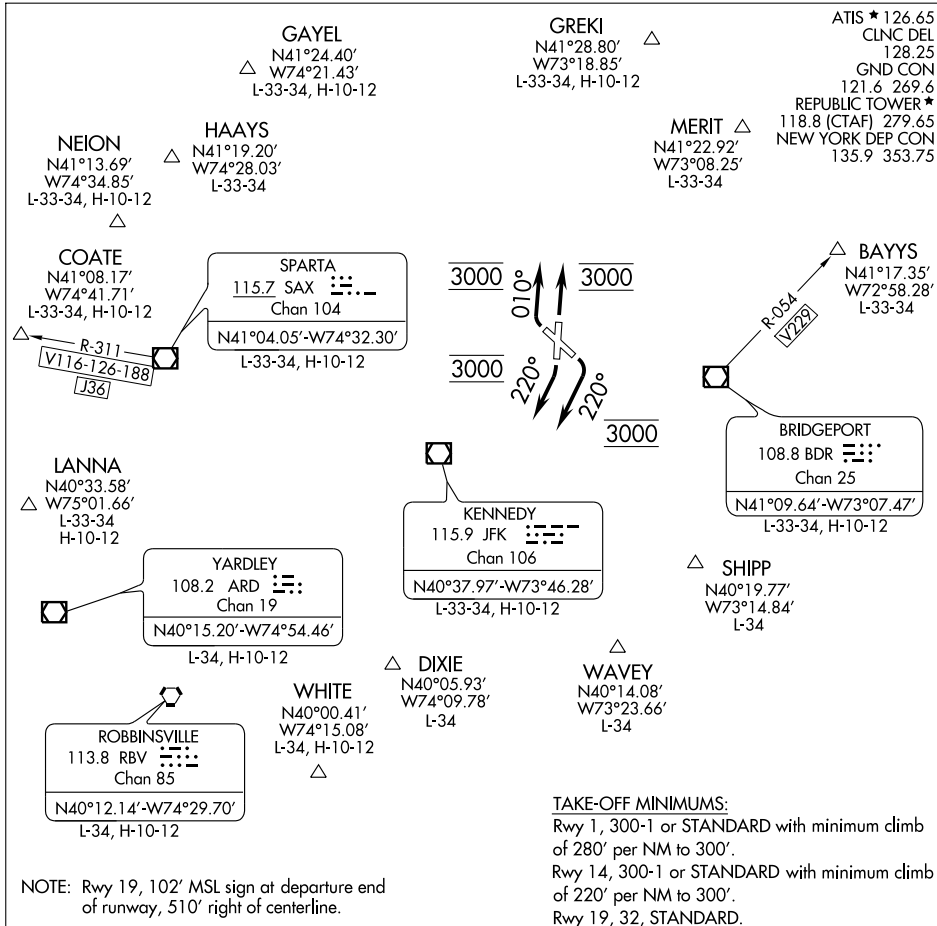 ATIS ★ 126.65
CLNC DEL
128.25
GND CON
121.6 269.6
REPUBLIC TOWER★
118.8 (CTAF) 279.65
NEW YORK DEP CON
135.9 353.75
GAYEL
N41°24.40’
W74°21.43’
L-33-34, H-10-12
GREKI
N41°28.80’
W73°18.85’
L-33-34, H-10-12
NEION
N41°13.69’
W74°34.85’
L-33-34, H-10-12
HAAYS
N41°19.20’
W74°28.03’
L-33-34
MERIT
N41°22.92’
W73°08.25’
L-33-34
COATE
N41°08.17’
W74°41.71’
L-33-34, H-10-12
SPARTA
115.7 SAX
Chan 104
N41°04.05’-W74°32.30’
L-33-34, H-10-12
R-311
V116-126-188
J36
3000
3000
010°
3000
220°
220°
3000
BAYYS
N41°17.35’
W72°58.28’
L-33-34
R-054
V229
BRIDGEPORT
108.8 BDR
Chan 25
N41°09.64’-W73°07.47’
L-33-34, H-10-12
LANNA
N40°33.58’
W75°01.66’
L-33-34
H-10-12
KENNEDY
115.9 JFK
Chan 106
N40°37.97’-W73°46.28’
L-33-34, H-10-12
YARDLEY
108.2 ARD
Chan 19
N40°15.20’-W74°54.46’
L-34, H-10-12
SHIPP
N40°19.77’
W73°14.84’
L-34
ROBBINSVILLE
113.8 RBV
Chan 85
N40°12.14’-W74°29.70’
L-34, H-10-12
WHITE
N40°00.41’
W74°15.08’
L-34, H-10-12
DIXIE
N40°05.93’
W74°09.78’
L-34
WAVEY
N40°14.08’
W73°23.66’
L-34
NOTE: Rwy 19, 102’ MSL sign at departure end
of runway, 510’ right of centerline.
TAKE-OFF MINIMUMS:
Rwy 1, 300-1 or STANDARD with minimum climb
of 280’ per NM to 300’.
Rwy 14, 300-1 or STANDARD with minimum climb
of 220’ per NM to 300’.
Rwy 19, 32, STANDARD.